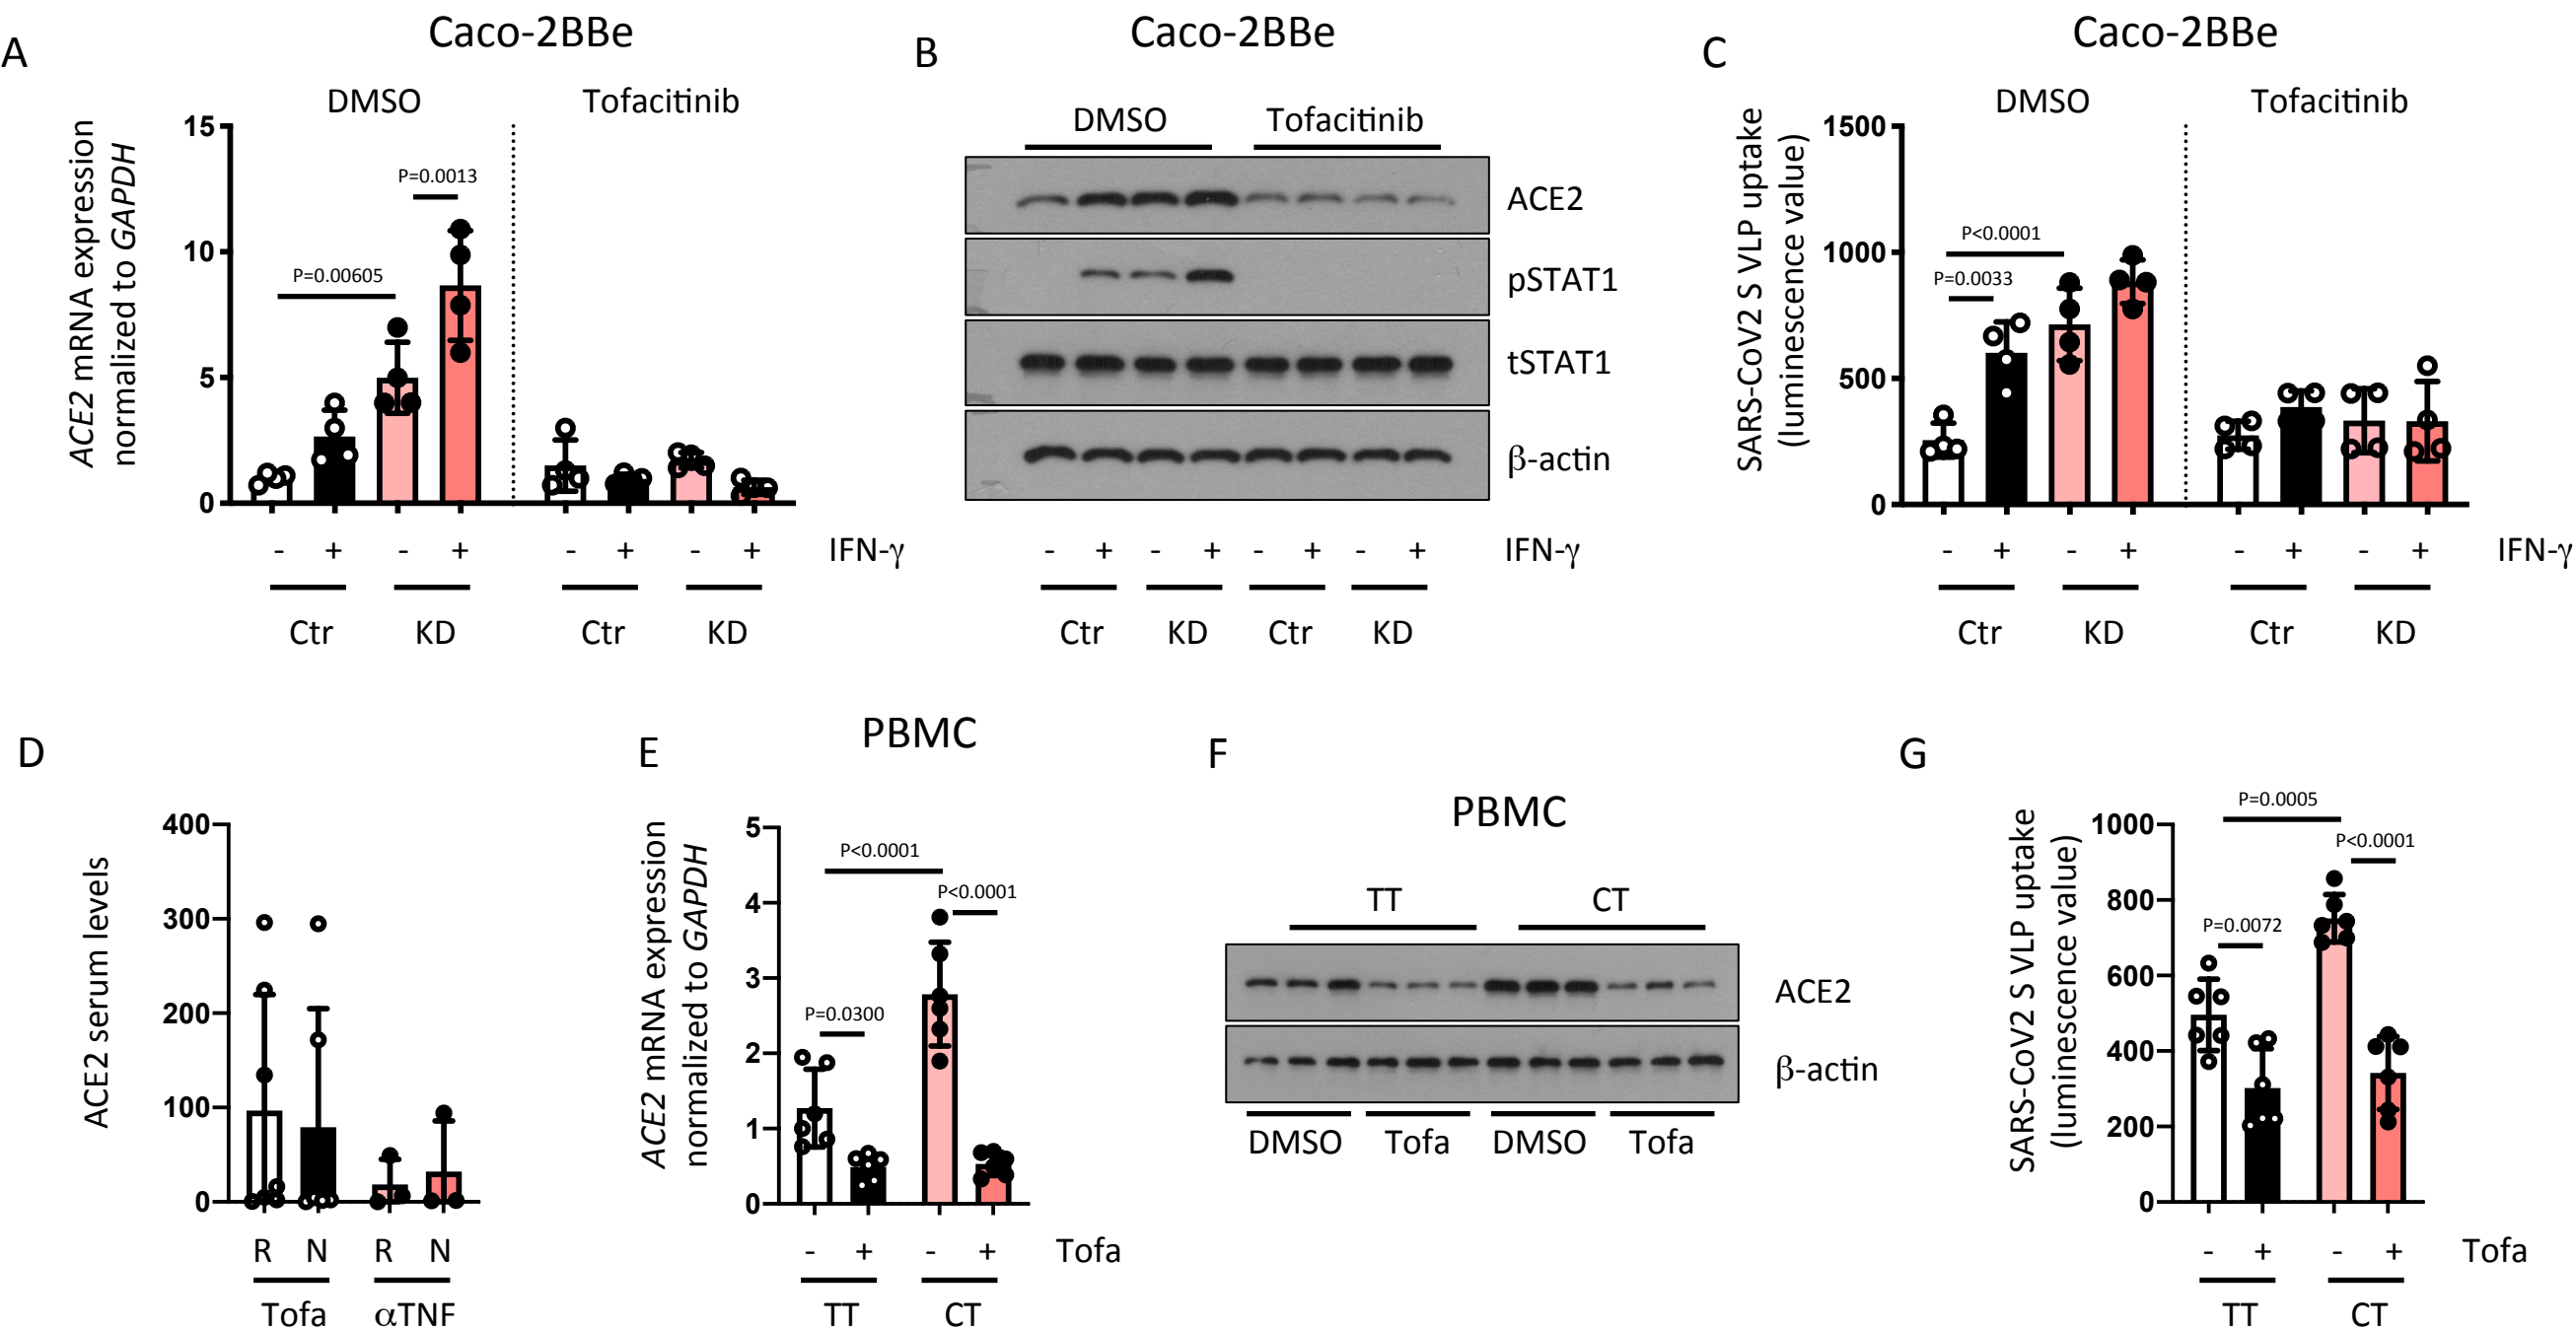 A
Caco-2BBe
DMSO
Tofacitinib
ACE2 mRNA expression
normalized to GAPDH
15
10
5
0
P=0.00605
P=0.0013
- + - + - + - + IFN-γ
Ctr KD Ctr KD
B
Caco-2BBe
DMSO
Tofacitinib
ACE2
pSTAT1
tSTAT1
β-actin
- + - + - + - + IFN-γ
Ctr KD Ctr KD
C
Caco-2BBe
DMSO
Tofacitinib
SARS-CoV2 S VLP uptake
(luminescence value)
1500
1000
500
0
P<0.0001
P=0.0033
- + - + - + - + IFN-γ
Ctr KD Ctr KD
D
ACE2 serum levels
400
300
200
100
0
R N R N
Tofa αTNF
E
PBMC
ACE2 mRNA expression
normalized to GAPDH
5
4
3
2
1
0
P<0.0001
P<0.0001
P=0.0300
- + - + Tofa
TT CT
F
PBMC
TT CT
ACE2
β-actin
DMSO Tofa DMSO Tofa
G
SARS-CoV2 S VLP uptake
(luminescence value)
1000
800
600
400
200
0
P=0.0005
P<0.0001
P=0.0072
- + - + Tofa
TT CT